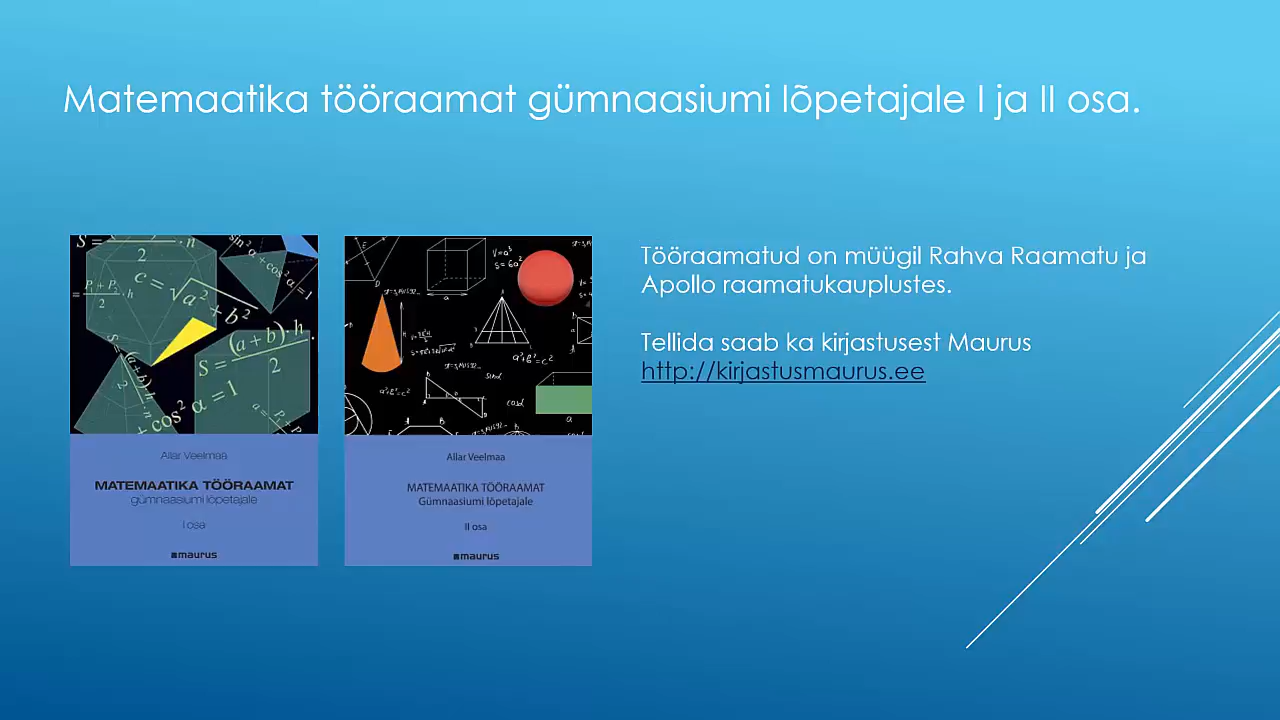 Matemaatika tööraamat gümnaasiumi lõpetajale I ja II osa.
Tööraamatud on müügil Rahva Raamatu ja
Apollo raamatukauplustes.
Tellida saab ka kirjastusest Maurus
http://kirjastusmaurus.ee
Allar Veelmaa
MATEMAATIKA TÖÖRAAMAT
gümnaasiumi lõpetajale
I osa
maurus
Allar Veelmaa
MATEMAATIKA TÖÖRAAMAT
Gümnaasiumi lõpetajale
II osa
maurus